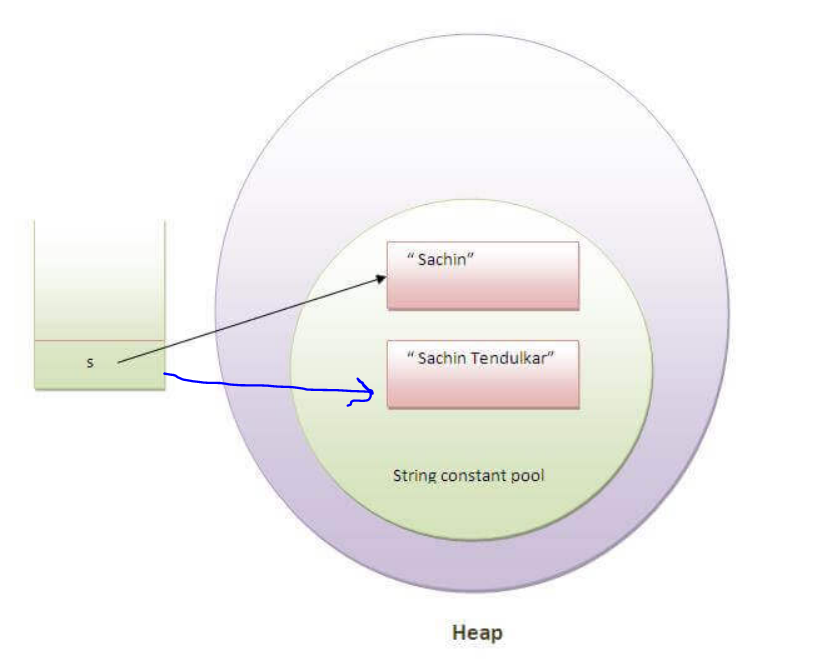 “ Sachin”
s
“ Sachin Tendulkar”
String constant pool
Heap